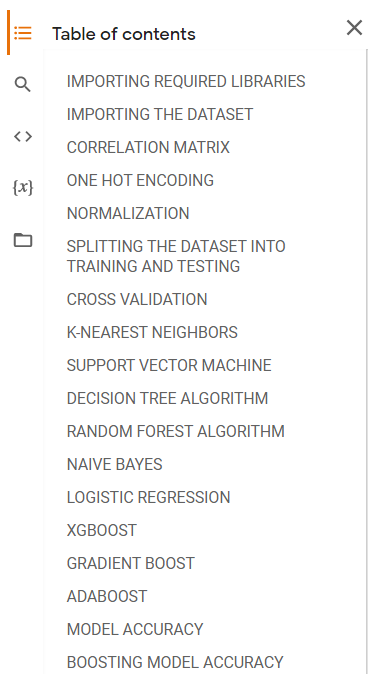 Table of contents
IMPORTING REQUIRED LIBRARIES
IMPORTING THE DATASET
CORRELATION MATRIX
ONE HOT ENCODING
{x}
NORMALIZATION
SPLITTING THE DATASET INTO
TRAINING AND TESTING
CROSS VALIDATION
K-NEAREST NEIGHBORS
SUPPORT VECTOR MACHINE
DECISION TREE ALGORITHM
RANDOM FOREST ALGORITHM
NAIVE BAYES
LOGISTIC REGRESSION
XGBOOST
GRADIENT BOOST
ADABOOST
MODEL ACCURACY
BOOSTING MODEL ACCURACY